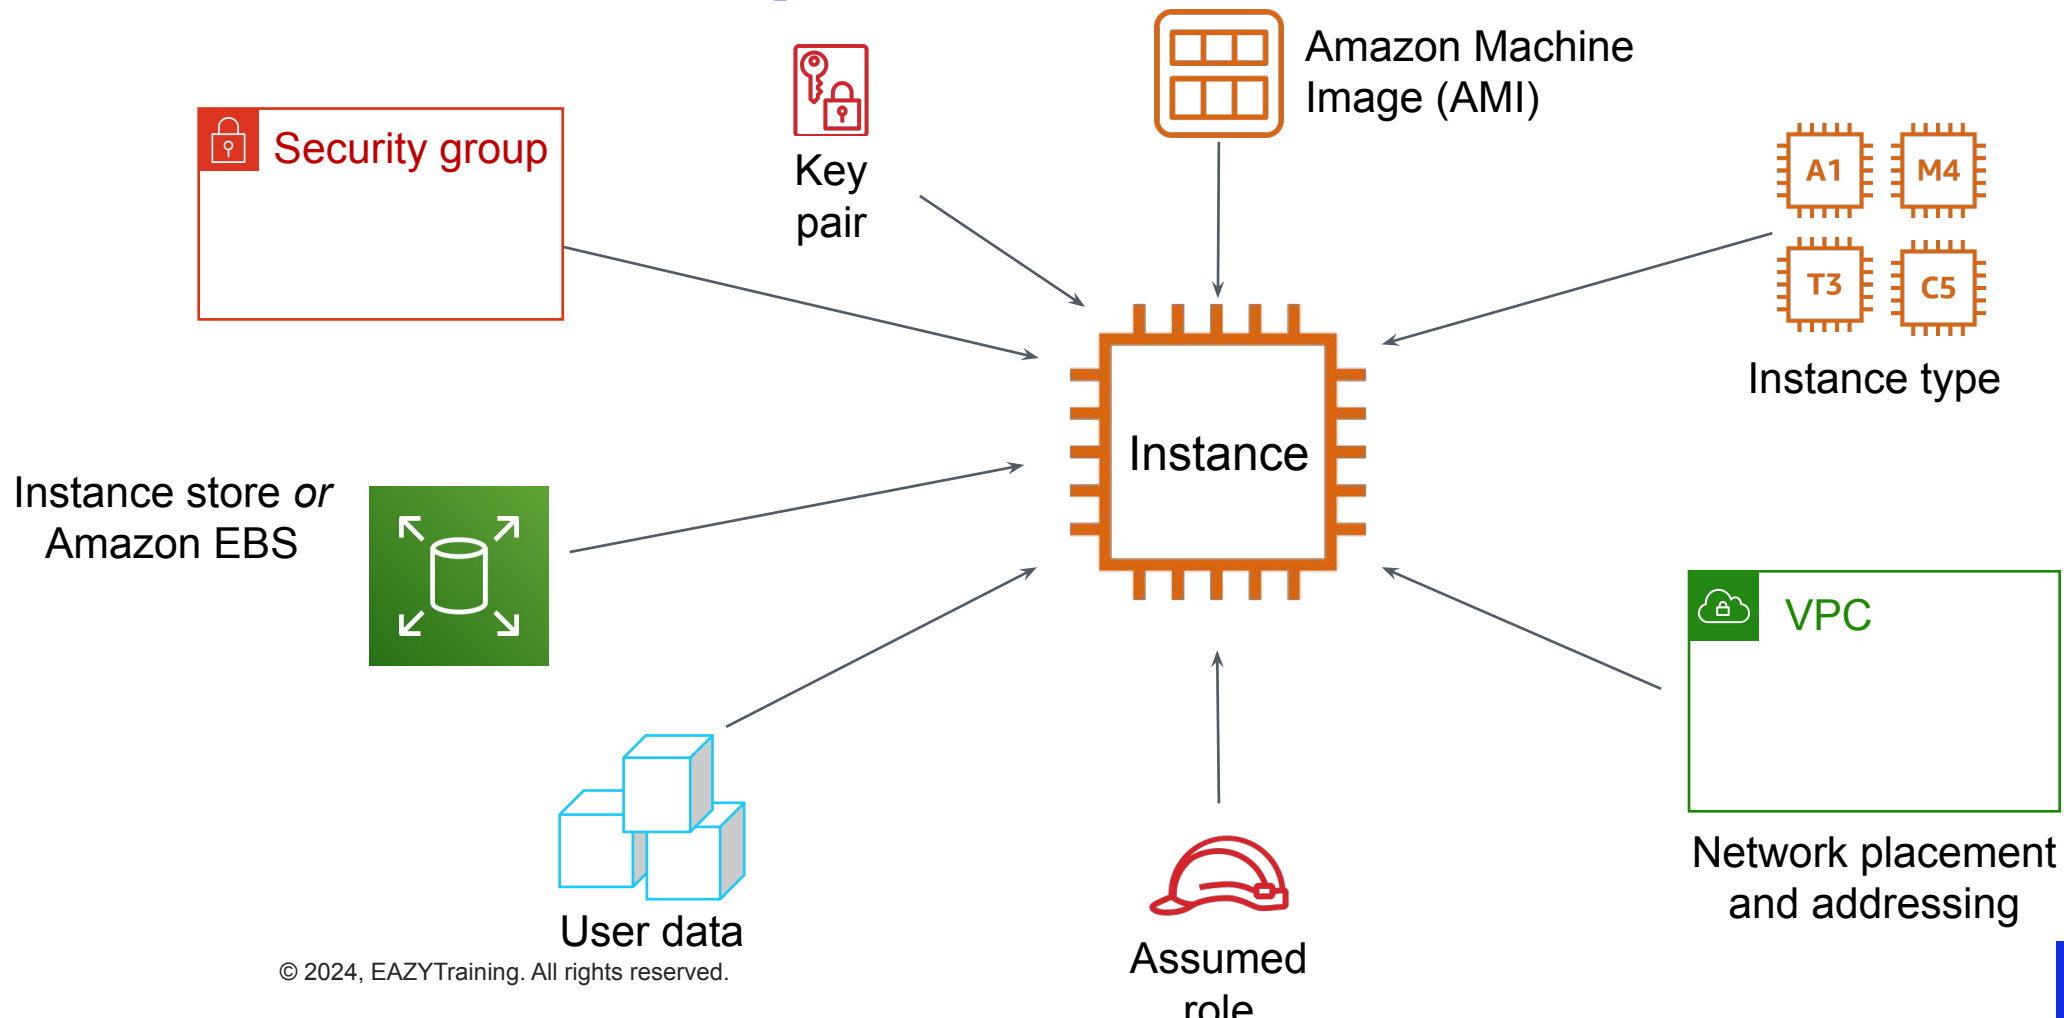 Amazon Machine
Image (AMI)
Security group
Key
pair
A1
M4
T3
C5
Instance type
Instance
Instance store or
Amazon EBS
VPC
Network placement
and addressing
User data
Assumed
role
© 2024, EAZYTraining. All rights reserved.